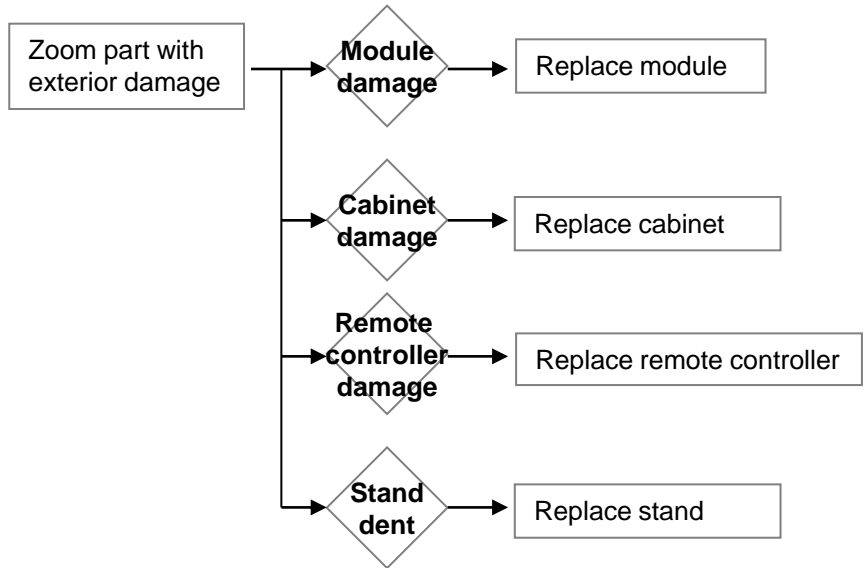 Zoom part with
exterior damage
Module
damage
Replace module
Cabinet
damage
Replace cabinet
Remote
controller
damage
Replace remote controller
Stand
dent
Replace stand